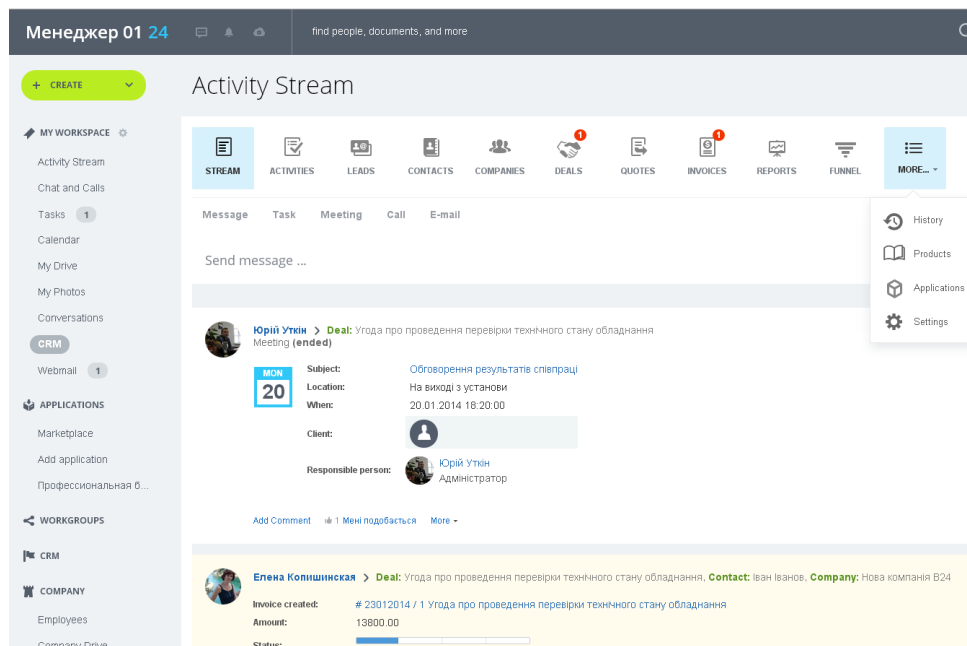 Менеджер 01 24
find people, documents, and more
+ CREATE
Activity Stream
MY WORKSPACE
Activity Stream
Chat and Calls
Tasks 1
Calendar
My Drive
My Photos
Conversations
CRM
Webmail 1
APPLICATIONS
Marketplace
Add application
Профессиональная б...
WORKGROUPS
CRM
COMPANY
Employees
Company Drive
STREAM
ACTIVITIES
LEADS
CONTACTS
COMPANIES
1
DEALS
QUOTES
1
INVOICES
REPORTS
FUNNEL
MORE...
History
Products
Applications
Settings
Message Task Meeting Call E-mail
Send message ...
Юрій Уткін > Deal: Угода про проведення перевірки технічного стану обладнання
Meeting (ended)
MON
20
Subject: Обговорення результатів співпраці
Location: На виході з установи
When: 20.01.2014 18:20:00
Client:
Responsible person: Юрій Уткін
Адміністратор
Add Comment 1 Мені подобається More
Елена Копишинская > Deal: Угода про проведення перевірки технічного стану обладнання, Contact: Іван Іванов, Company: Нова компанія B24
Invoice created: # 23012014 / 1 Угода про проведення перевірки технічного стану обладнання
Amount: 13800.00
Status: